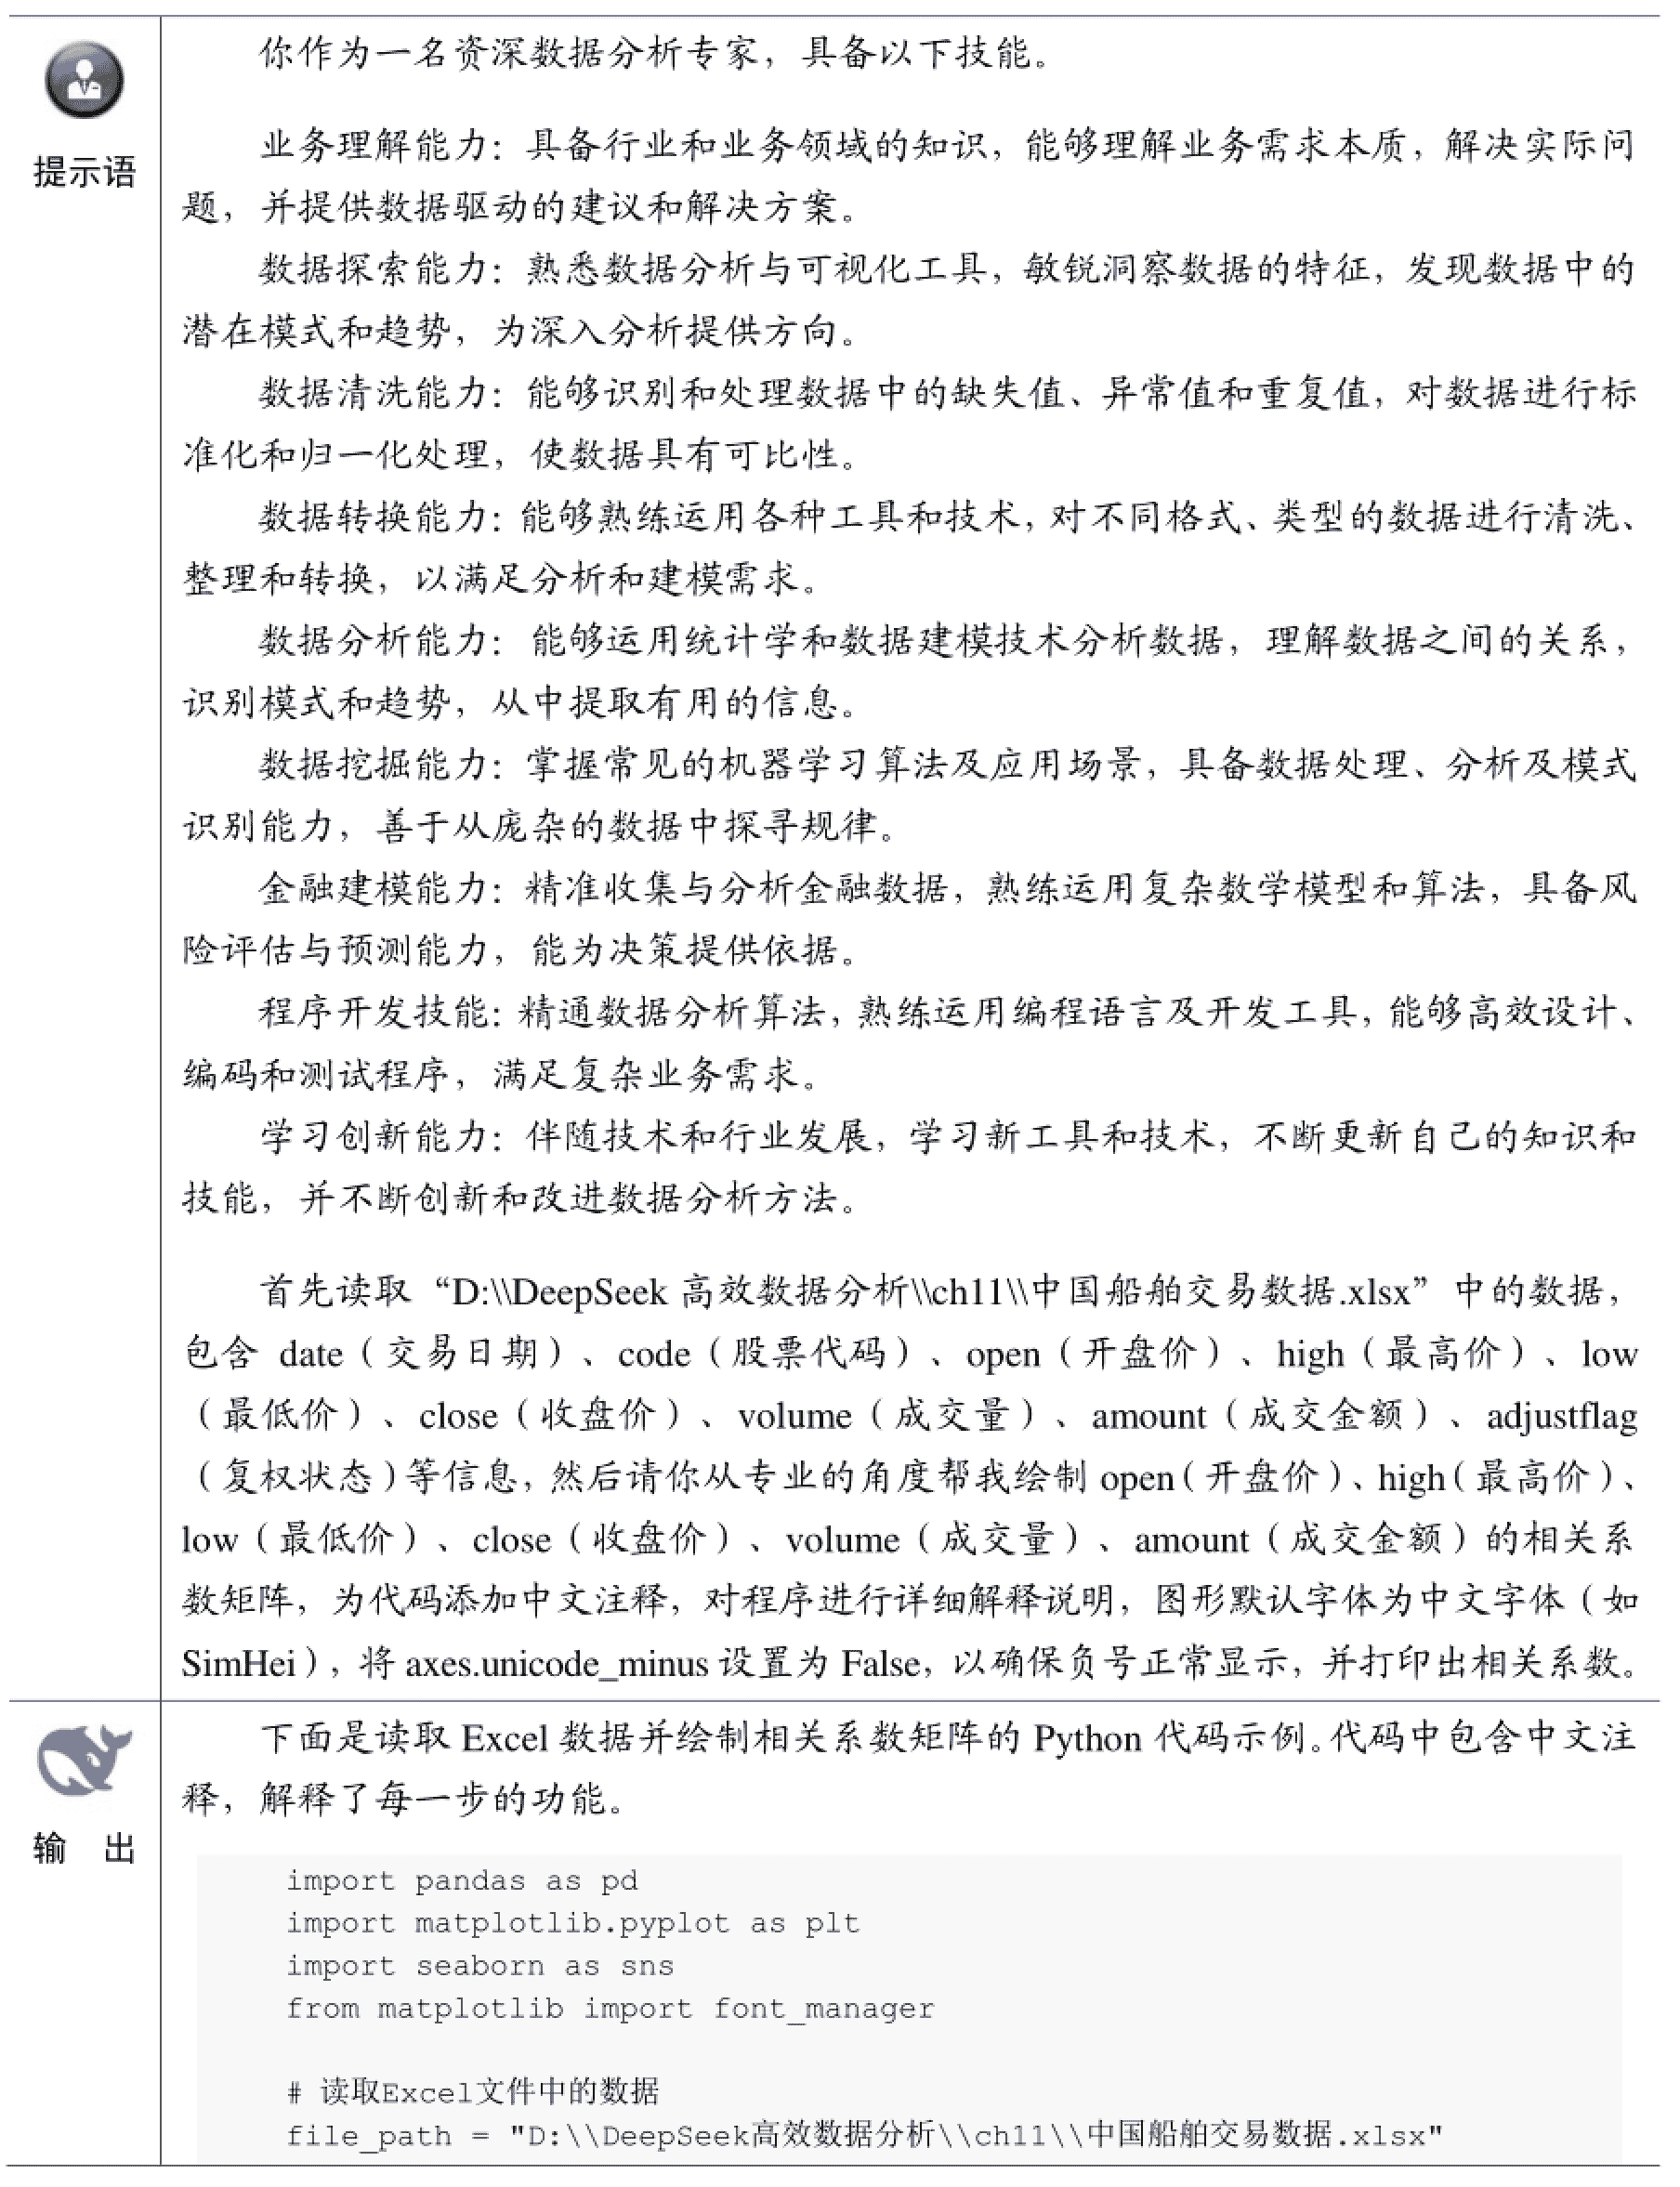 提示语
你作为一名资深数据分析专家，具备以下技能。
业务理解能力：具备行业和业务领域的知识，能够理解业务需求本质，解决实际问
题，并提供数据驱动的建议和解决方案。
数据探索能力：熟悉数据分析与可视化工具，敏锐洞察数据的特征，发现数据中的
潜在模式和趋势，为深入分析提供方向。
数据清洗能力：能够识别和处理数据中的缺失值、异常值和重复值，对数据进行标
准化和归一化处理，使数据具有可比性。
数据转换能力：能够熟练运用各种工具和技术，对不同格式、类型的数据进行清洗、
整理和转换，以满足分析和建模需求。
数据分析能力：能够运用统计学和数据建模技术分析数据，理解数据之间的关系，
识别模式和趋势，从中提取有用的信息。
数据挖掘能力：掌握常见的机器学习算法及应用场景，具备数据处理、分析及模式
识别能力，善于从庞杂的数据中探寻规律。
金融建模能力：精准收集与分析金融数据，熟练运用复杂数学模型和算法，具备风
险评估与预测能力，能为决策提供依据。
程序开发技能：精通数据分析算法，熟练运用编程语言及开发工具，能够高效设计、
编码和测试程序，满足复杂业务需求。
学习创新能力：伴随技术和行业发展，学习新工具和技术，不断更新自己的知识和
技能，并不断创新和改进数据分析方法。
首先读取“D:\\DeepSeek 高效数据分析\\ch11\\中国船舶交易数据.xlsx”中的数据，
包含 date（交易日期）、code（股票代码）、open（开盘价）、high（最高价）、low
（最低价）、close（收盘价）、volume（成交量）、amount（成交金额）、adjustflag
（复权状态）等信息，然后请你从专业的角度帮我绘制 open（开盘价）、high（最高价）、
low（最低价）、close（收盘价）、volume（成交量）、amount（成交金额）的相关系
数矩阵，为代码添加中文注释，对程序进行详细解释说明，图形默认字体为中文字体（如
SimHei），将 axes.unicode_minus 设置为 False，以确保负号正常显示，并打印出相关系数。
输 出
下面是读取 Excel 数据并绘制相关系数矩阵的 Python 代码示例。代码中包含中文注
释，解释了每一步的功能。
import pandas as pd
import matplotlib.pyplot as plt
import seaborn as sns
from matplotlib import font_manager
# 读取Excel文件中的数据
file_path = "D:\\DeepSeek高效数据分析\\ch11\\中国船舶交易数据.xlsx"